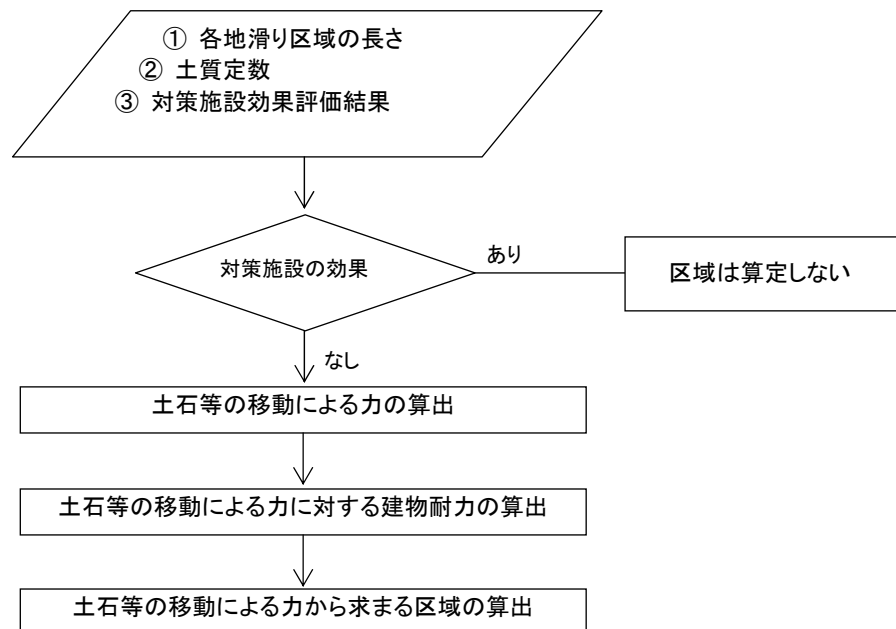 ① 各地滑り区域の長さ
② 土質定数
③ 対策施設効果評価結果
対策施設の効果
あり
区域は算定しない
なし
土石等の移動による力の算出
土石等の移動による力に対する建物耐力の算出
土石等の移動による力から求まる区域の算出